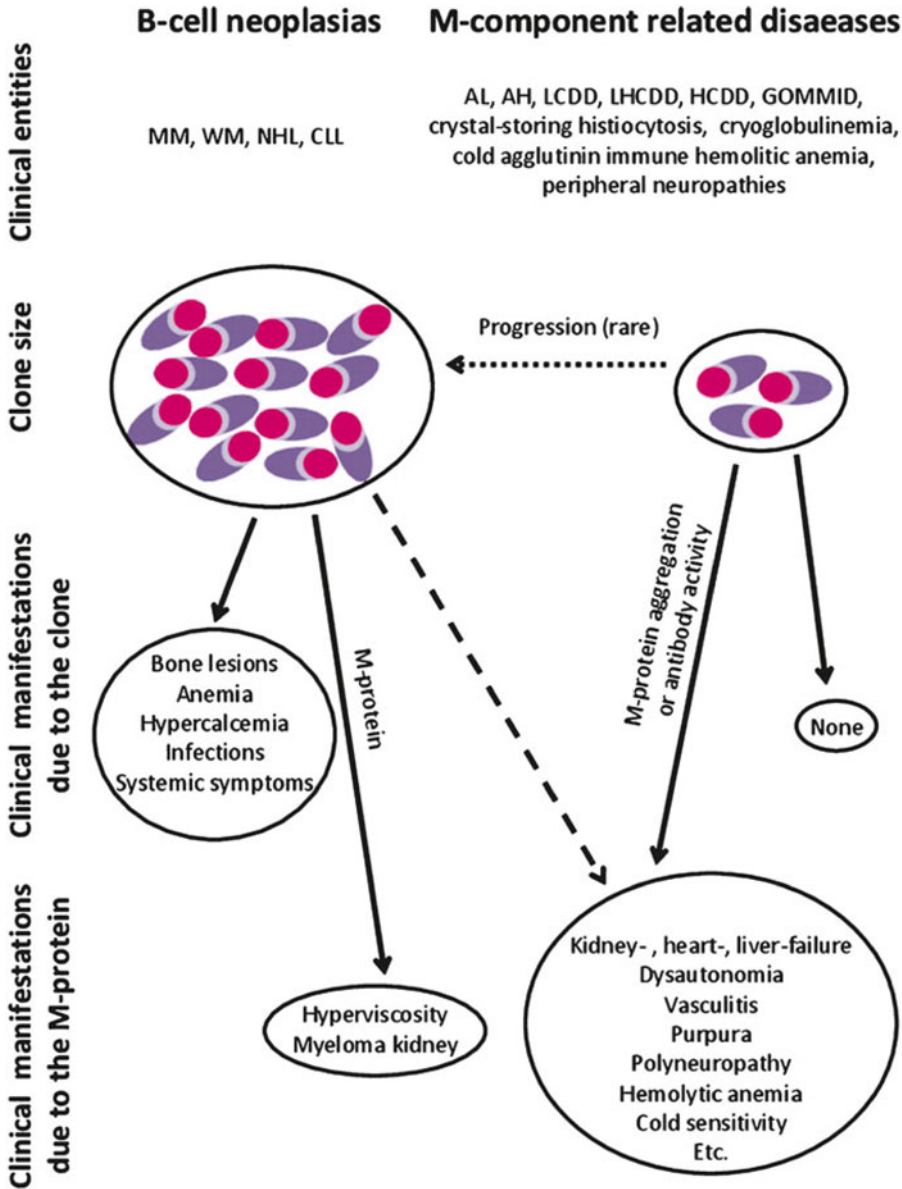 B-cell neoplasias
M-component related disaeases
Clinical entities
MM, WM, NHL, CLL
AL, AH, LCDD, LHCDD, HCDD, GOMMID,
crystal-storing histiocytosis, cryoglobulinemia,
cold agglutinin immune hemolitic anemia,
peripheral neuropathies
Clone size
Progression (rare)
Clinical manifestations
due to the clone
Bone lesions
Anemia
Hypercalcemia
Infections
Systemic symptoms
M-protein
M-protein aggregation
or antibody activity
None
Clinical manifestations
due to the M-protein
Hyperviscosity
Myeloma kidney
Kidney- , heart-, liver-failure
Dysautonomia
Vasculitis
Purpura
Polyneuropathy
Hemolytic anemia
Cold sensitivity
Etc.